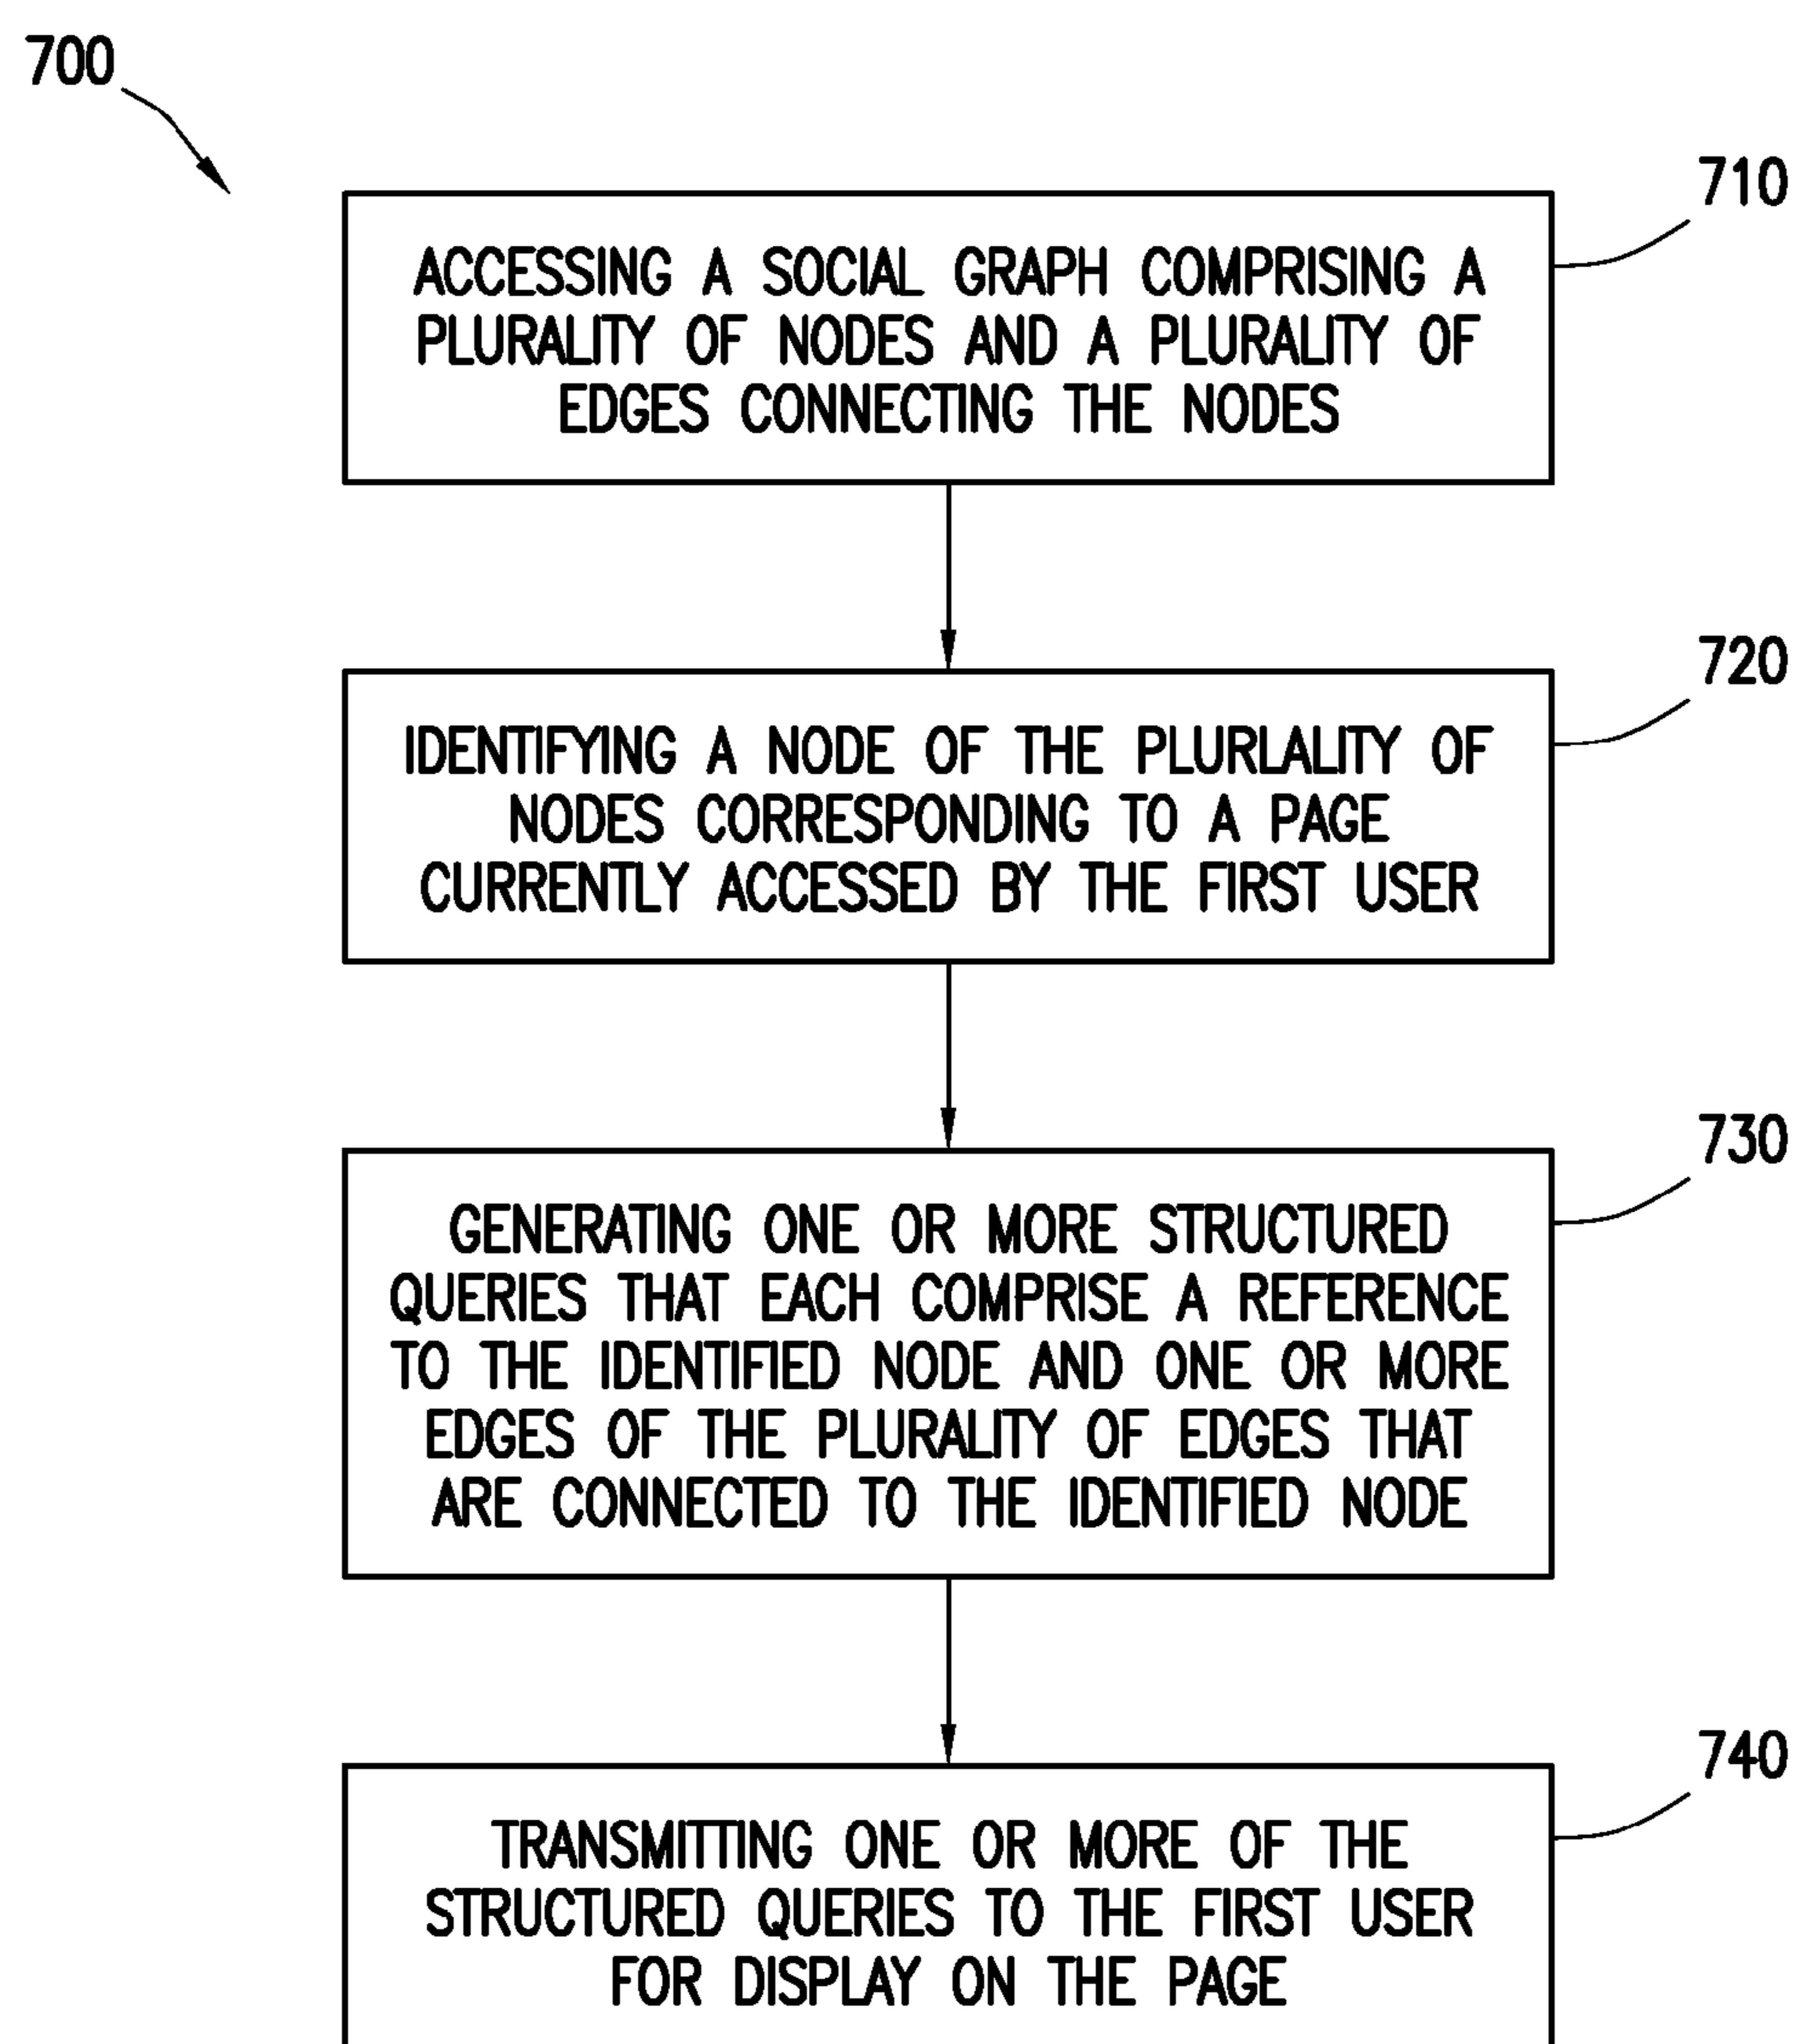 700
710
ACCESSING A SOCIAL GRAPH COMPRISING A
PLURALITY OF NODES AND A PLURALITY OF
EDGES CONNECTING THE NODES
720
IDENTIFYING A NODE OF THE PLURLALITY OF
NODES CORRESPONDING TO A PAGE
CURRENTLY ACCESSED BY THE FIRST USER
730
GENERATING ONE OR MORE STRUCTURED
QUERIES THAT EACH COMPRISE A REFERENCE
TO THE IDENTIFIED NODE AND ONE OR MORE
EDGES OF THE PLURALITY OF EDGES THAT
ARE CONNECTED TO THE IDENTIFIED NODE
740
TRANSMITTING ONE OR MORE OF THE
STRUCTURED QUERIES TO THE FIRST USER
FOR DISPLAY ON THE PAGE